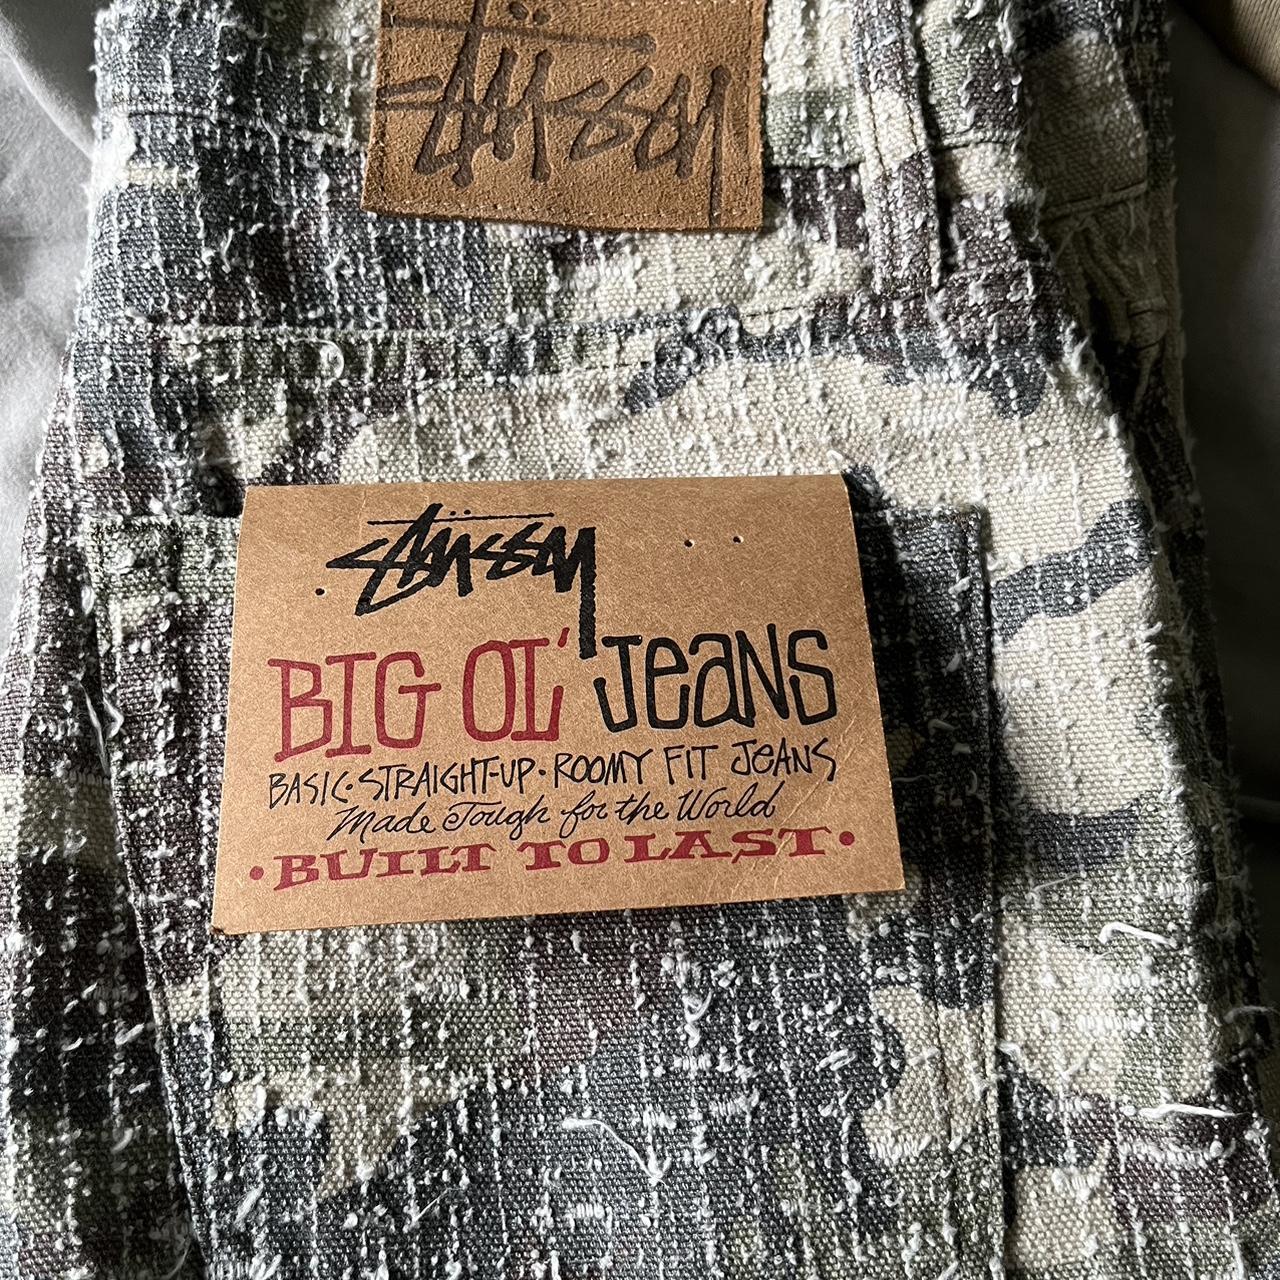 Stüssy
Stüssy
BIG OL' JEANS
BASIC·STRAIGHT-UP·ROOMY FIT JEANS
Made Tough for the World
·BUILT TO LAST·